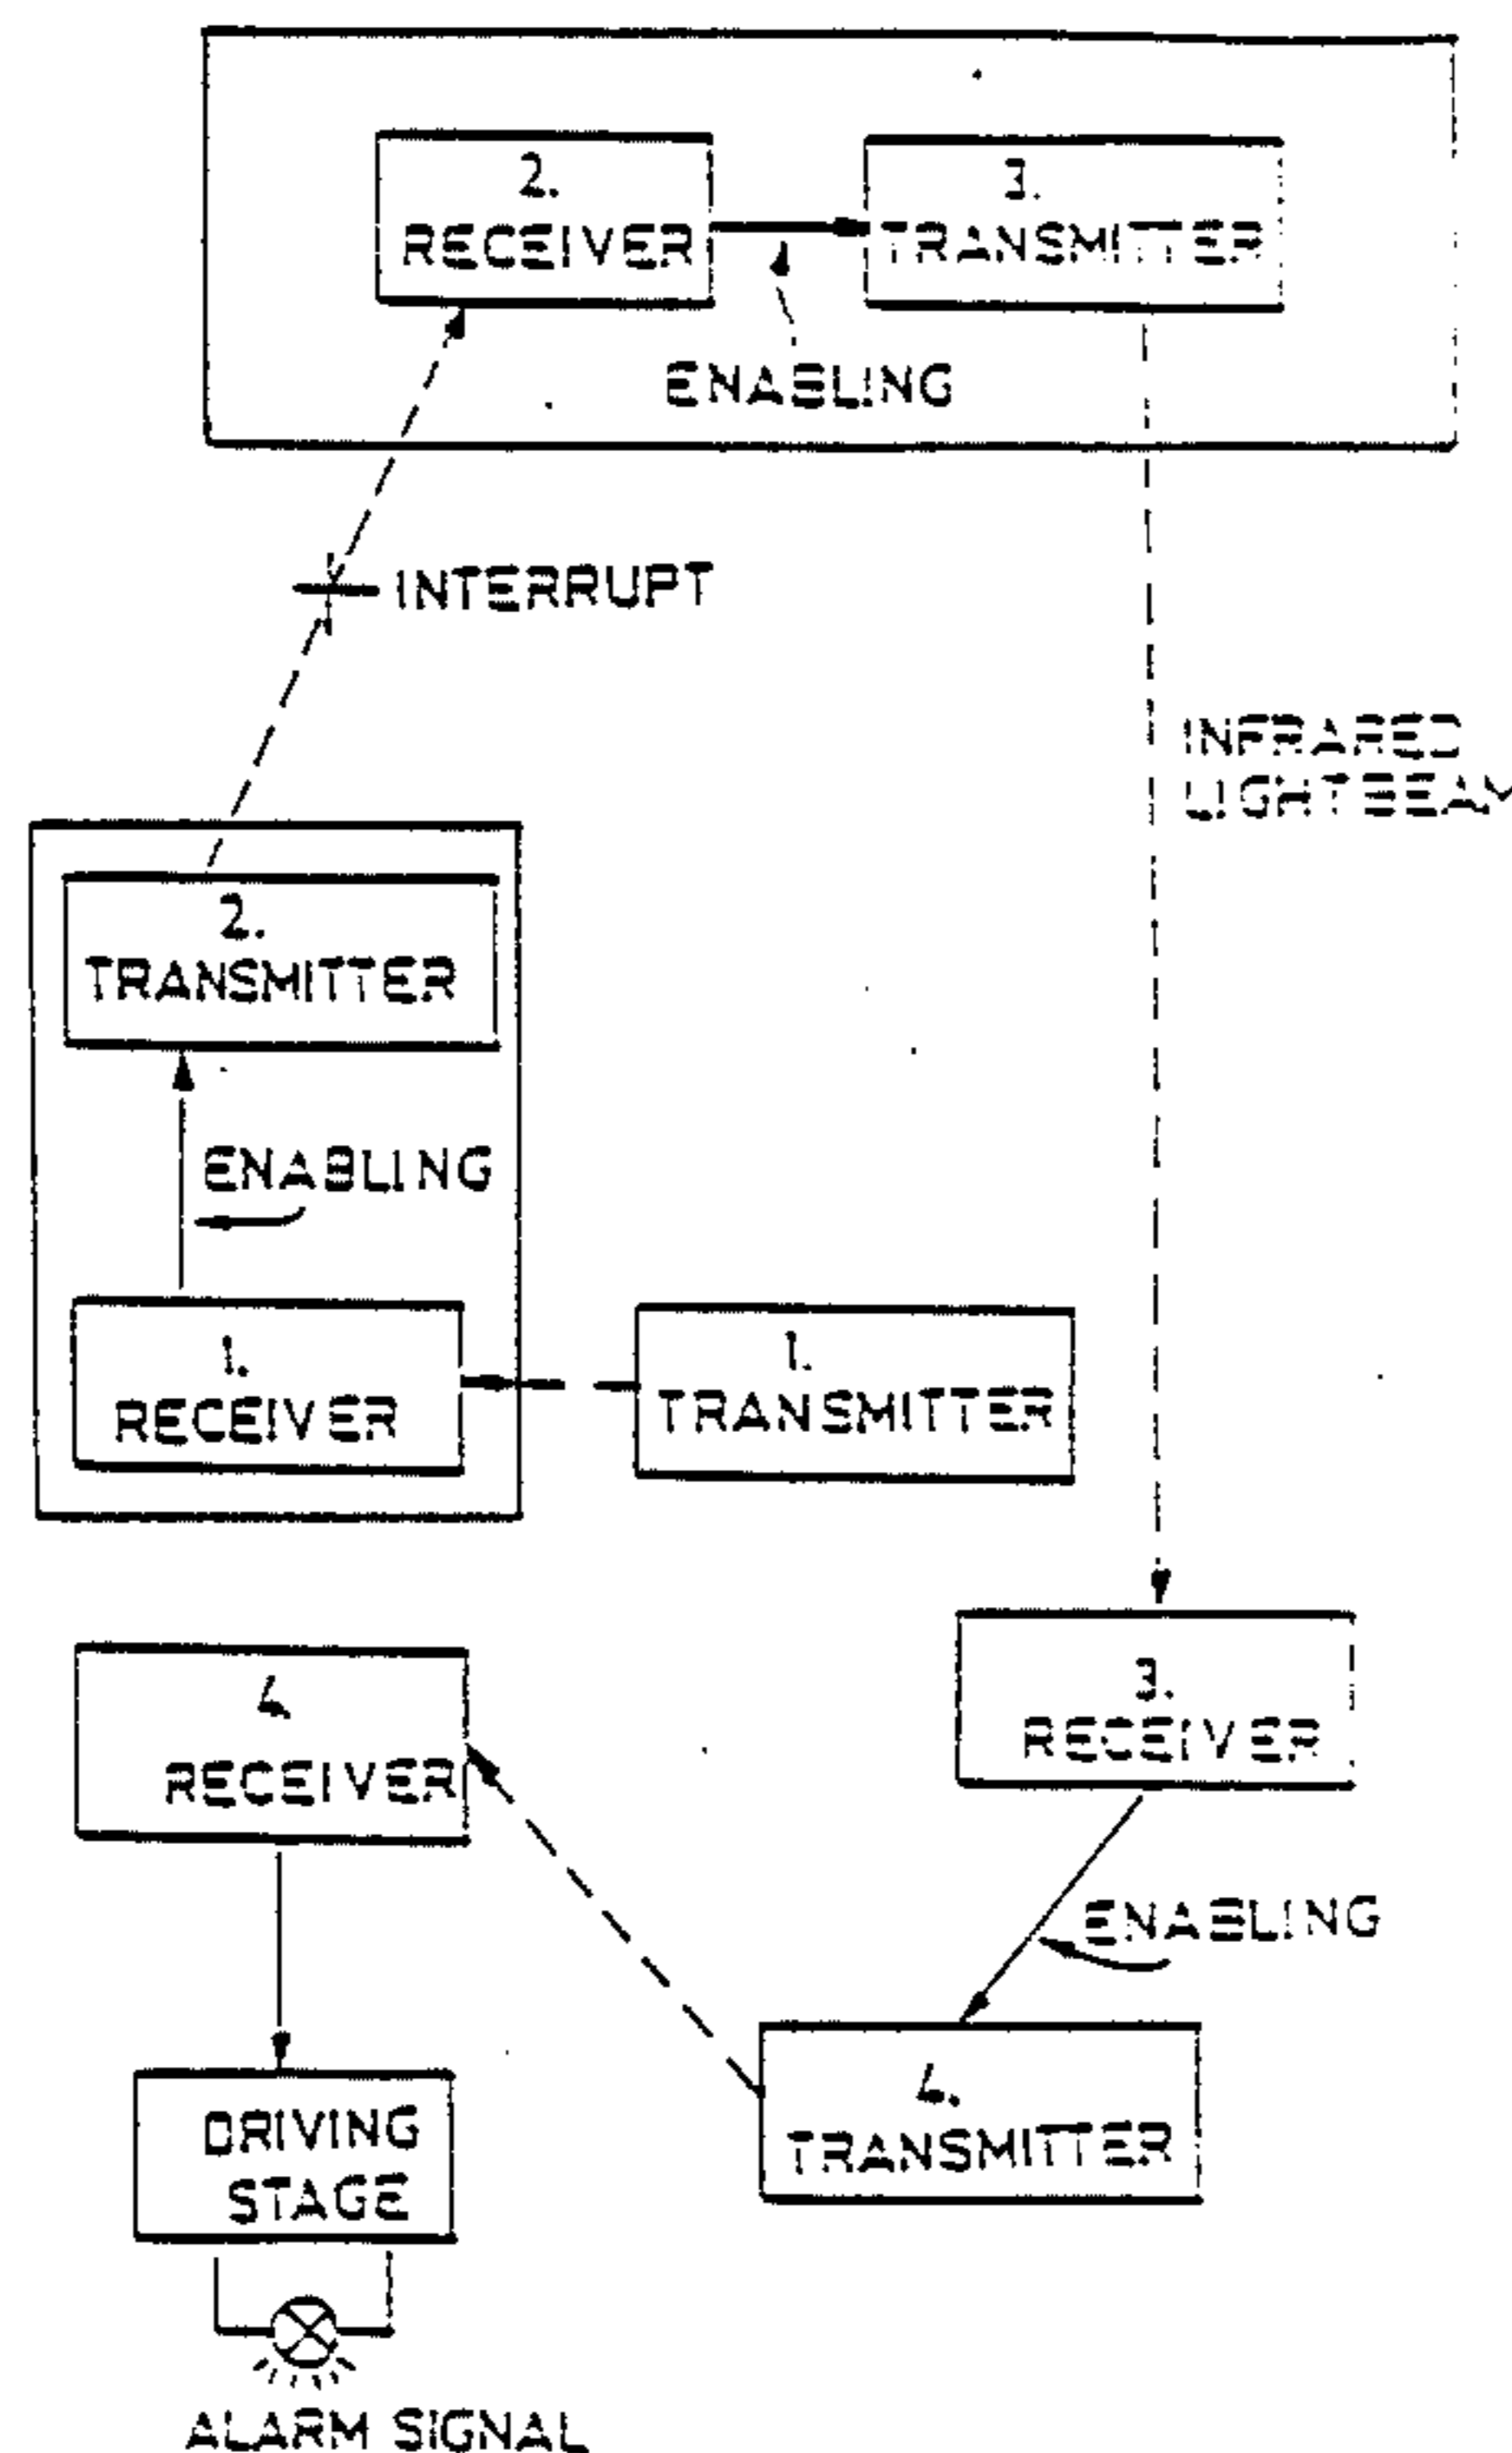 2.
RECEIVER
3.
TRANSMITTER
ENABLING
INTERRUPT
INFRARED
LIGHTBEAM
2.
TRANSMITTER
ENABLING
1.
RECEIVER
1.
TRANSMITTER
4
RECEIVER
3.
RECEIVER
ENABLING
4.
TRANSMITTER
DRIVING
STAGE
ALARM SIGNAL